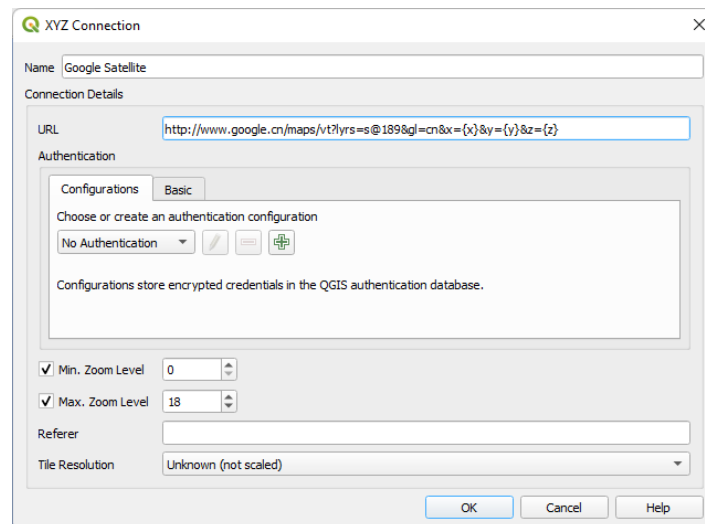 XYZ Connection
Name Google Satellite
Connection Details
URL http://www.google.cn/maps/vt?lyrs=s@189&gl=cn&x={x}&y={y}&z={z}
Authentication
Configurations Basic
Choose or create an authentication configuration
No Authentication
Configurations store encrypted credentials in the QGIS authentication database.
Min. Zoom Level 0
Max. Zoom Level 18
Referer
Tile Resolution Unknown (not scaled)
OK Cancel Help